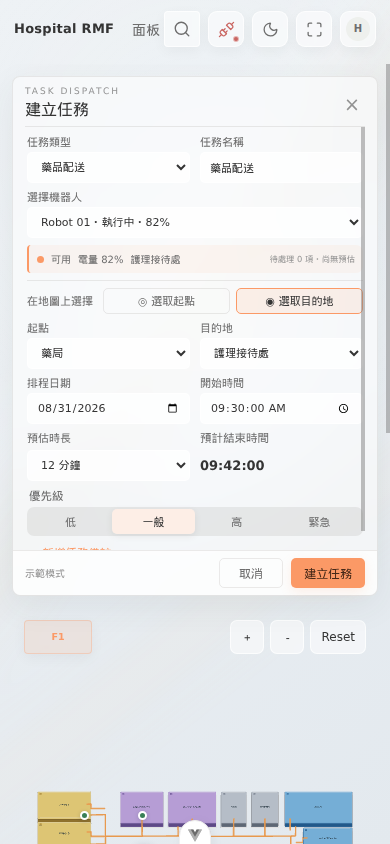 Hospital RMF 面板 H
TASK DISPATCH
建立任務
任務類型 任務名稱
藥品配送 藥品配送
選擇機器人
Robot 01・執行中・82%
可用 電量 82% 護理接待處 待處理 0 項・尚無預估
在地圖上選擇 ◎ 選取起點 ◉ 選取目的地
起點 目的地
藥局 護理接待處
排程日期 開始時間
08/31/2026 09:30:00 AM
預估時長 預計結束時間
12 分鐘 09:42:00
優先級
低 一般 高 緊急
示範模式 取消 建立任務
F1 + - Reset